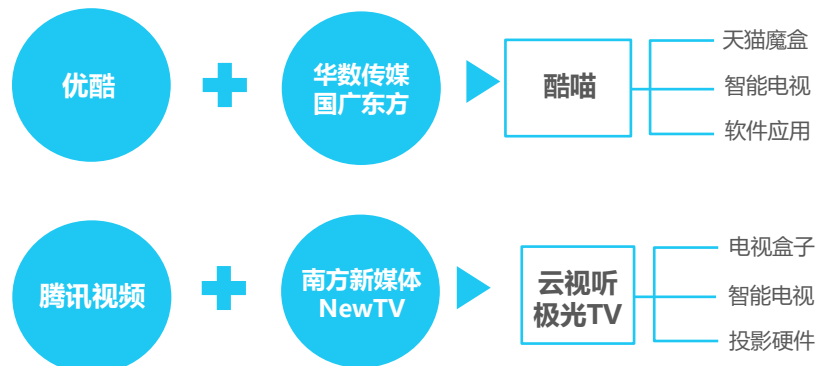 优酷
华数传媒
国广东方
酷喵
天猫魔盒
智能电视
软件应用
腾讯视频
南方新媒体
NewTV
云视听
极光TV
电视盒子
智能电视
投影硬件